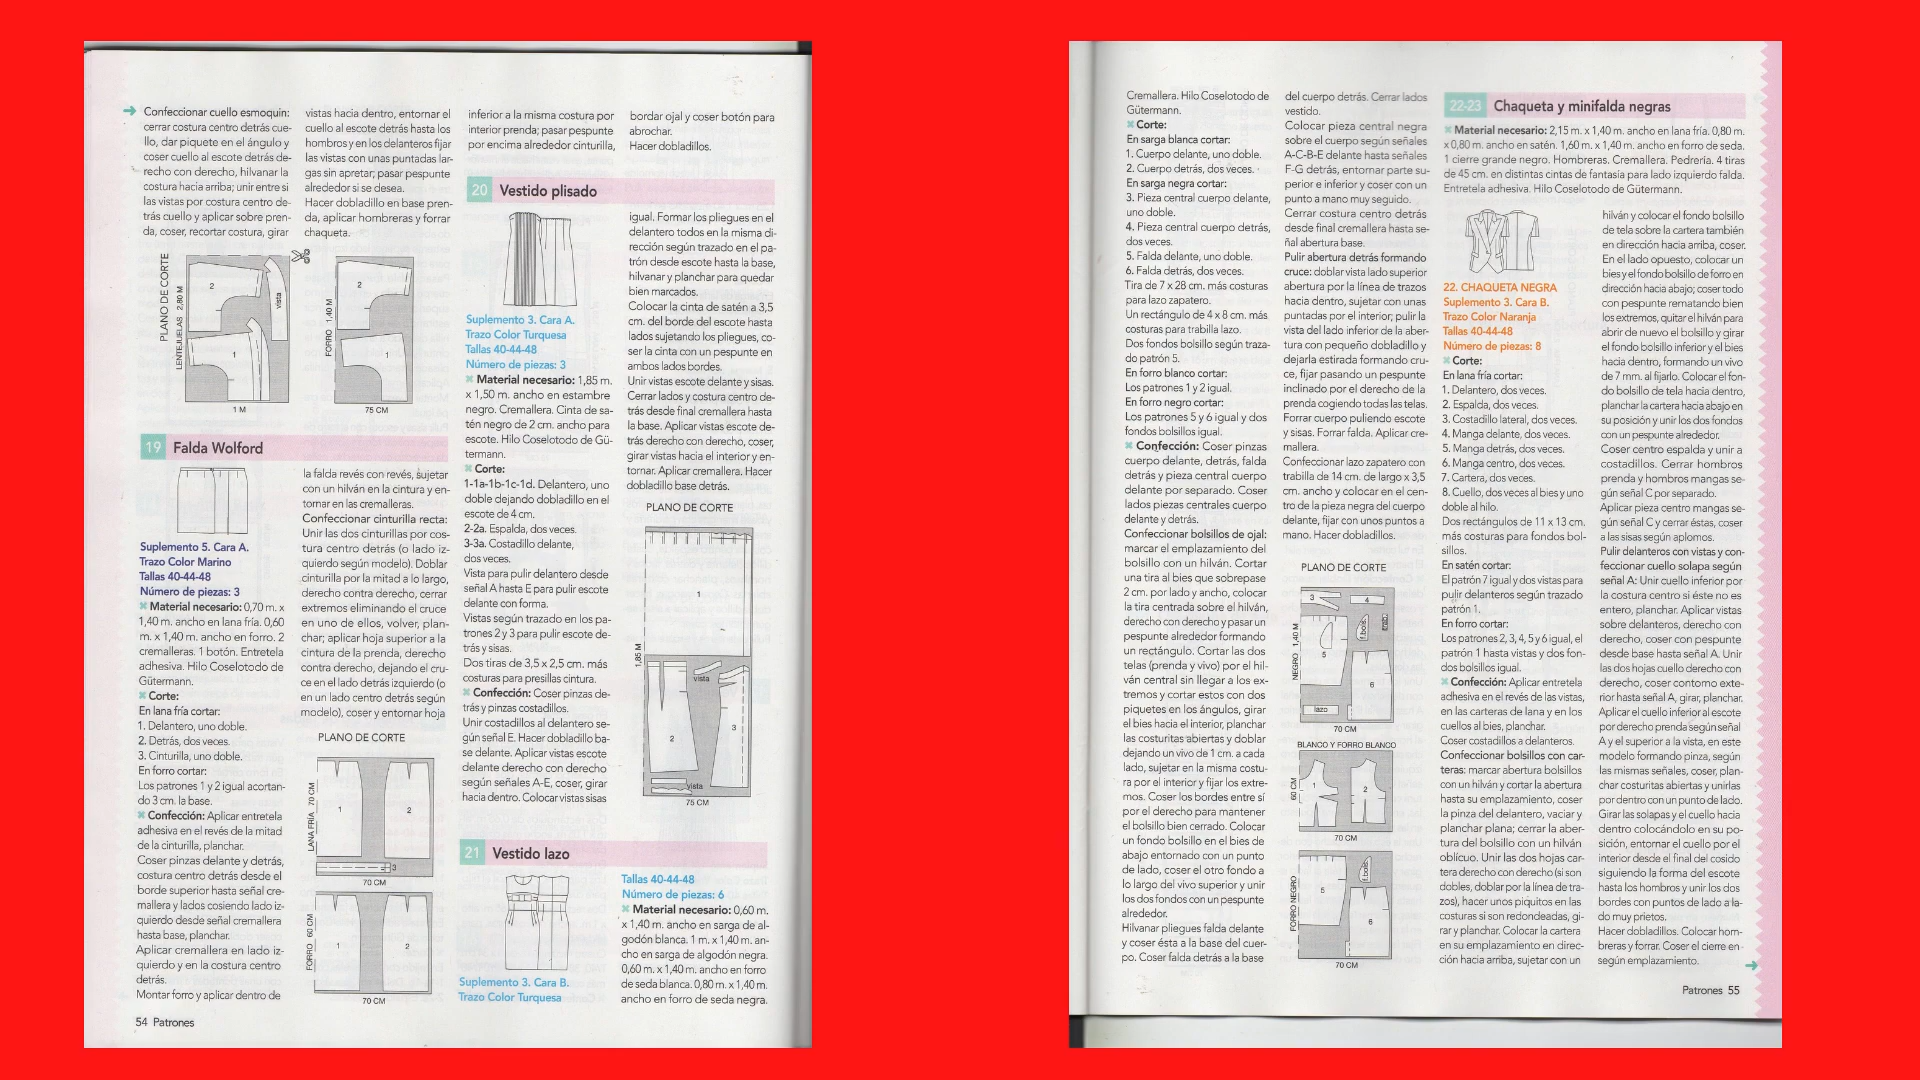 Confeccionar cuello esmoquin:
cerrar costura centro detrás cue-
llo, dar piquete en el ángulo y
coser cuello al escote detrás de-
recho con derecho, hilvanar la
costura hacia arriba; unir entre si
las vistas por costura centro de-
trás cuello y aplicar sobre pren-
da, coser, recortar costura, girar
vistas hacia dentro, entornar el
cuello al escote detrás hasta los
hombros y en los delanteros fijar
las vistas con unas puntadas lar-
gas sin apretar; pasar pespunte
alrededor si se desea.
Hacer dobladillo en base pren-
da, aplicar hombreras y forrar
chaqueta.
PLANO DE CORTE
LENTEJUELAS 2,80 M
2
vista
1
1 M
FORRO 1,40 M
2
1
75 CM
19 Falda Wolford
Suplemento 5. Cara A.
Trazo Color Marino
Tallas 40-44-48
Número de piezas: 3
Material necesario: 0,70 m. x
1,40 m. ancho en lana fría. 0,60
m. x 1,40 m. ancho en forro. 2
cremalleras. 1 botón. Entretela
adhesiva. Hilo Coselotodo de
Gütermann.
Corte:
En lana fría cortar:
1. Delantero, uno doble.
2. Detrás, dos veces.
3. Cinturilla, uno doble.
En forro cortar:
Los patrones 1 y 2 igual acortan-
do 3 cm. la base.
Confección: Aplicar entretela
adhesiva en el revés de la mitad
de la cinturilla, planchar.
Coser pinzas delante y detrás,
costura centro detrás desde el
borde superior hasta señal cre-
mallera y lados cosiendo lado iz-
quierdo desde señal cremallera
hasta base, planchar.
Aplicar cremallera en lado iz-
quierdo y en la costura centro
detrás.
Montar forro y aplicar dentro de
la falda revés con revés, sujetar
con un hilván en la cintura y en-
tornar en las cremalleras.
Confeccionar cinturilla recta:
Unir las dos cinturillas por cos-
tura centro detrás (o lado iz-
quierdo según modelo). Doblar
cinturilla por la mitad a lo largo,
derecho contra derecho, cerrar
extremos eliminando el cruce
en uno de ellos, volver, plan-
char; aplicar hoja superior a la
cintura de la prenda, derecho
contra derecho, dejando el cru-
ce en el lado detrás izquierdo (o
en un lado centro detrás según
modelo), coser y entornar hoja
PLANO DE CORTE
LANA FRÍA 70 CM
1
2
3
70 CM
FORRO 60 CM
1
2
70 CM
54 Patrones
inferior a la misma costura por
interior prenda; pasar pespunte
por encima alrededor cinturilla,
bordar ojal y coser botón para
abrochar.
Hacer dobladillos.
20 Vestido plisado
Suplemento 3. Cara A.
Trazo Color Turquesa
Tallas 40-44-48
Número de piezas: 3
Material necesario: 1,85 m.
x 1,50 m. ancho en estambre
negro. Cremallera. Cinta de sa-
tén negro de 2 cm. ancho para
escote. Hilo Coselotodo de Gü-
termann.
Corte:
1-1a-1b-1c-1d. Delantero, uno
doble dejando dobladillo en el
escote de 4 cm.
2-2a. Espalda, dos veces.
3-3a. Costadillo delante,
dos veces.
Vista para pulir delantero desde
señal A hasta E para pulir escote
delante con forma.
Vistas según trazado en los pa-
trones 2 y 3 para pulir escote de-
trás y sisas.
Dos tiras de 3,5 x 2,5 cm. más
costuras para presillas cintura.
Confección: Coser pinzas de-
trás y pinzas costadillos.
Unir costadillos al delantero se-
gún señal E. Hacer dobladillo ba-
se delante. Aplicar vistas escote
delante derecho con derecho
según señales A-E, coser, girar
hacia dentro. Colocar vistas sisas
igual. Formar los pliegues en el
delantero todos en la misma di-
rección según trazado en el pa-
trón desde escote hasta la base,
hilvanar y planchar para quedar
bien marcados.
Colocar la cinta de satén a 3,5
cm. del borde del escote hasta
lados sujetando los pliegues, co-
ser la cinta con un pespunte en
ambos lados bordes.
Unir vistas escote delante y sisas.
Cerrar lados y costura centro de-
trás desde final cremallera hasta
la base. Aplicar vistas escote de-
trás derecho con derecho, coser,
girar vistas hacia el interior y en-
tornar. Aplicar cremallera. Hacer
dobladillo base detrás.
PLANO DE CORTE
1,85 M
1
vista
2
3
vista
75 CM
21 Vestido lazo
Suplemento 3. Cara B.
Trazo Color Turquesa
Tallas 40-44-48
Número de piezas: 6
Material necesario: 0,60 m.
x 1,40 m. ancho en sarga de al-
godón blanca. 1 m. x 1,40 m. an-
cho en sarga de algodón negra.
0,60 m. x 1,40 m. ancho en forro
de seda blanca. 0,80 m. x 1,40 m.
ancho en forro de seda negra.
Cremallera. Hilo Coselotodo de
Gütermann.
Corte:
En sarga blanca cortar:
1. Cuerpo delante, uno doble.
2. Cuerpo detrás, dos veces.
En sarga negra cortar:
3. Pieza central cuerpo delante,
uno doble.
4. Pieza central cuerpo detrás,
dos veces.
5. Falda delante, uno doble.
6. Falda detrás, dos veces.
Tira de 7 x 28 cm. más costuras
para lazo zapatero.
Un rectángulo de 4 x 8 cm. más
costuras para trabilla lazo.
Dos fondos bolsillo según traza-
do patrón 5.
En forro blanco cortar:
Los patrones 1 y 2 igual.
En forro negro cortar:
Los patrones 5 y 6 igual y dos
fondos bolsillos igual.
Confección: Coser pinzas
cuerpo delante, detrás, falda
detrás y pieza central cuerpo
delante por separado. Coser
lados piezas centrales cuerpo
delante y detrás.
Confeccionar bolsillos de ojal:
marcar el emplazamiento del
bolsillo con un hilván. Cortar
una tira al bies que sobrepase
2 cm. por lado y ancho, colocar
la tira centrada sobre el hilván,
derecho con derecho y pasar un
pespunte alrededor formando
un rectángulo. Cortar las dos
telas (prenda y vivo) por el hil-
ván central sin llegar a los ex-
tremos y cortar estos con dos
piquetes en los ángulos, girar
el bies hacia el interior, planchar
las costuritas abiertas y doblar
dejando un vivo de 1 cm. a cada
lado, sujetar en la misma costu-
ra por el interior y fijar los extre-
mos. Coser los bordes entre sí
por el derecho para mantener
el bolsillo bien cerrado. Colocar
un fondo bolsillo en el bies de
abajo entornado con un punto
de lado, coser el otro fondo a
lo largo del vivo superior y unir
los dos fondos con un pespunte
alrededor.
Hilvanar pliegues falda delante
y coser ésta a la base del cuer-
po. Coser falda detrás a la base
del cuerpo detrás. Cerrar lados
vestido.
Colocar pieza central negra
sobre el cuerpo según señales
A-C-B-E delante hasta señales
F-G detrás, entornar parte su-
perior e inferior y coser con un
punto a mano muy seguido.
Cerrar costura centro detrás
desde final cremallera hasta se-
ñal abertura base.
Pulir abertura detrás formando
cruce: doblar vista lado superior
abertura por la línea de trazos
hacia dentro, sujetar con unas
puntadas por el interior; pulir la
vista del lado inferior de la aber-
tura con pequeño dobladillo y
dejarla estirada formando cru-
ce, fijar pasando un pespunte
inclinado por el derecho de la
prenda cogiendo todas las telas.
Forrar cuerpo puliendo escote
y sisas. Forrar falda. Aplicar cre-
mallera.
Confeccionar lazo zapatero con
trabilla de 14 cm. de largo x 3,5
cm. ancho y colocar en el cen-
tro de la pieza negra del cuerpo
delante, fijar con unos puntos a
mano. Hacer dobladillos.
PLANO DE CORTE
NEGRO 1,40 M
3
4
f.bols.
5
6
lazo
70 CM
BLANCO Y FORRO BLANCO
60 CM
1
2
70 CM
FORRO NEGRO
f.bols.
5
6
70 CM
22-23 Chaqueta y minifalda negras
Material necesario: 2,15 m. x 1,40 m. ancho en lana fría. 0,80 m.
x 0,80 m. ancho en satén. 1,60 m. x 1,40 m. ancho en forro de seda.
1 cierre grande negro. Hombreras. Cremallera. Pedrería. 4 tiras
de 45 cm. en distintas cintas de fantasía para lado izquierdo falda.
Entretela adhesiva. Hilo Coselotodo de Gütermann.
22. CHAQUETA NEGRA
Suplemento 3. Cara B.
Trazo Color Naranja
Tallas 40-44-48
Número de piezas: 8
Corte:
En lana fría cortar:
1. Delantero, dos veces.
2. Espalda, dos veces.
3. Costadillo lateral, dos veces.
4. Manga delante, dos veces.
5. Manga detrás, dos veces.
6. Manga centro, dos veces.
7. Cartera, dos veces.
8. Cuello, dos veces al bies y uno
doble al hilo.
Dos rectángulos de 11 x 13 cm.
más costuras para fondos bol-
sillos.
En satén cortar:
El patrón 7 igual y dos vistas para
pulir delanteros según trazado
patrón 1.
En forro cortar:
Los patrones 2, 3, 4, 5 y 6 igual, el
patrón 1 hasta vistas y dos fon-
dos bolsillos igual.
Confección: Aplicar entretela
adhesiva en el revés de las vistas,
en las carteras de lana y en los
cuellos al bies, planchar.
Coser costadillos a delanteros.
Confeccionar bolsillos con car-
teras: marcar abertura bolsillos
con un hilván y cortar la abertura
hasta su emplazamiento, coser
la pinza del delantero, vaciar y
planchar plana; cerrar la aber-
tura del bolsillo con un hilván
oblícuo. Unir las dos hojas car-
tera derecho con derecho (si son
dobles, doblar por la línea de tra-
zos), hacer unos piquitos en las
costuras si son redondeadas, gi-
rar y planchar. Colocar la cartera
en su emplazamiento en direc-
ción hacia arriba, sujetar con un
hilván y colocar el fondo bolsillo
de tela sobre la cartera también
en dirección hacia arriba, coser.
En el lado opuesto, colocar un
bies y el fondo bolsillo de forro en
dirección hacia abajo; coser todo
con pespunte rematando bien
los extremos, quitar el hilván para
abrir de nuevo el bolsillo y girar
el fondo bolsillo inferior y el bies
hacia dentro, formando un vivo
de 7 mm. al fijarlo. Colocar el fon-
do bolsillo de tela hacia dentro,
planchar la cartera hacia abajo en
su posición y unir los dos fondos
con un pespunte alrededor.
Coser centro espalda y unir a
costadillos. Cerrar hombros
prenda y hombros mangas se-
gún señal C por separado.
Aplicar pieza centro mangas se-
gún señal C y cerrar éstas, coser
a las sisas según aplomos.
Pulir delanteros con vistas y con-
feccionar cuello solapa según
señal A: Unir cuello inferior por
la costura centro si éste no es
entero, planchar. Aplicar vistas
sobre delanteros, derecho con
derecho, coser con pespunte
desde base hasta señal A. Unir
las dos hojas cuello derecho con
derecho, coser contorno exte-
rior hasta señal A, girar, planchar.
Aplicar el cuello inferior al escote
por derecho prenda según señal
A y el superior a la vista, en este
modelo formando pinza, según
las mismas señales, coser, plan-
char costuritas abiertas y unirlas
por dentro con un punto de lado.
Girar las solapas y el cuello hacia
dentro colocándolo en su po-
sición, entornar el cuello por el
interior desde el final del cosido
siguiendo la forma del escote
hasta los hombros y unir los dos
bordes con puntos de lado a la-
do muy prietos.
Hacer dobladillos. Colocar hom-
breras y forrar. Coser el cierre en
según emplazamiento.
Patrones 55